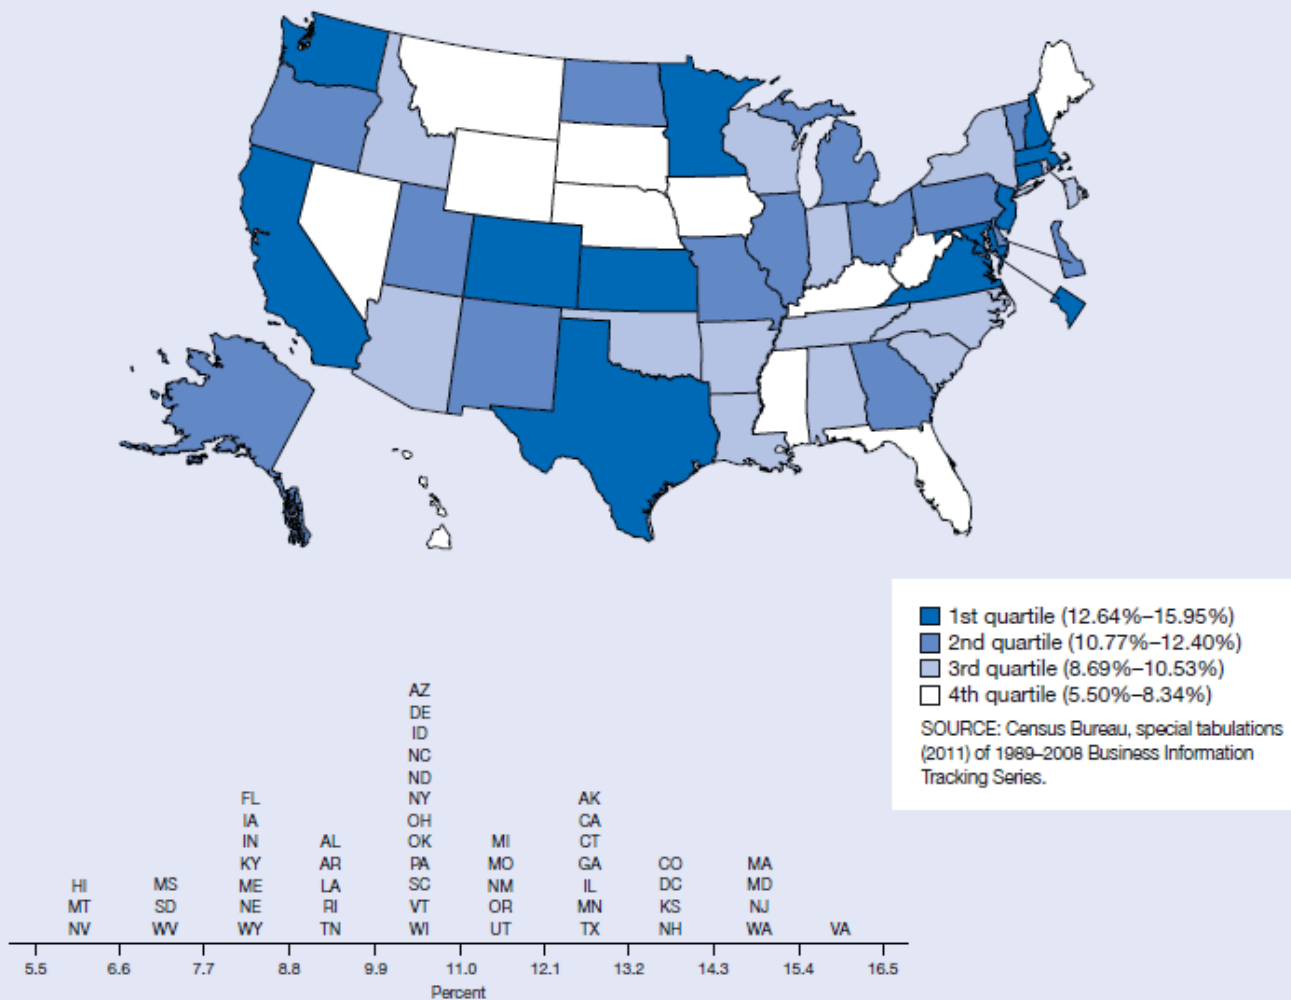 1st quartile (12.64%–15.95%)
2nd quartile (10.77%–12.40%)
3rd quartile (8.69%–10.53%)
4th quartile (5.50%–8.34%)
SOURCE: Census Bureau, special tabulations
(2011) of 1989–2008 Business Information
Tracking Series.
AZ
DE
ID
NC
ND
FL NY AK
IA OH CA
IN AL OK MI CT
KY AR PA MO GA CO MA
HI MS ME LA SC NM IL DC MD
MT SD NE RI VT OR MN KS NJ
NV WV WY TN WI UT TX NH WA VA
5.5 6.6 7.7 8.8 9.9 11.0 12.1 13.2 14.3 15.4 16.5
Percent